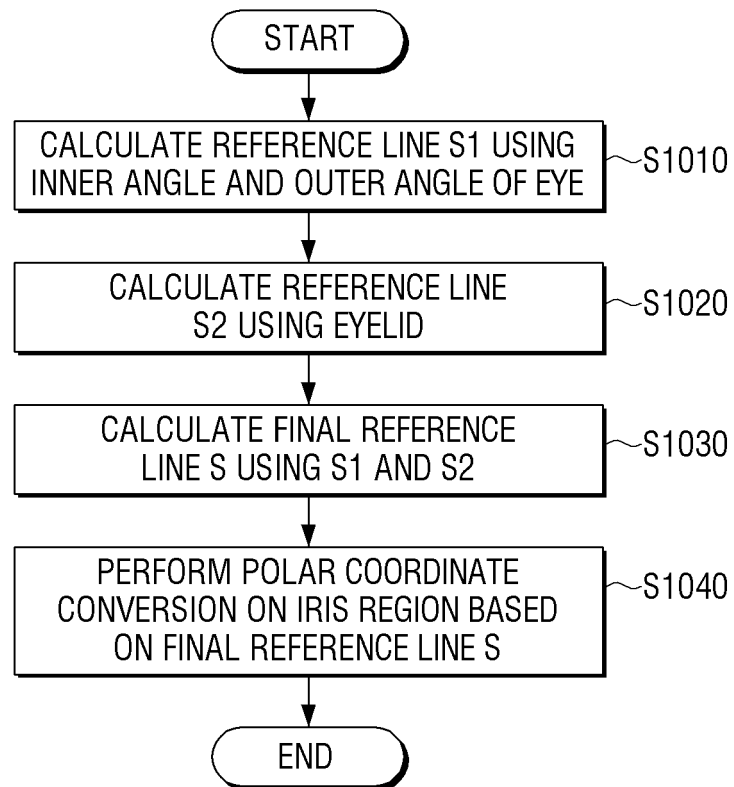 START
CALCULATE REFERENCE LINE S1 USING
INNER ANGLE AND OUTER ANGLE OF EYE
S1010
CALCULATE REFERENCE LINE
S2 USING EYELID
S1020
CALCULATE FINAL REFERENCE
LINE S USING S1 AND S2
S1030
PERFORM POLAR COORDINATE
CONVERSION ON IRIS REGION BASED
ON FINAL REFERENCE LINE S
S1040
END